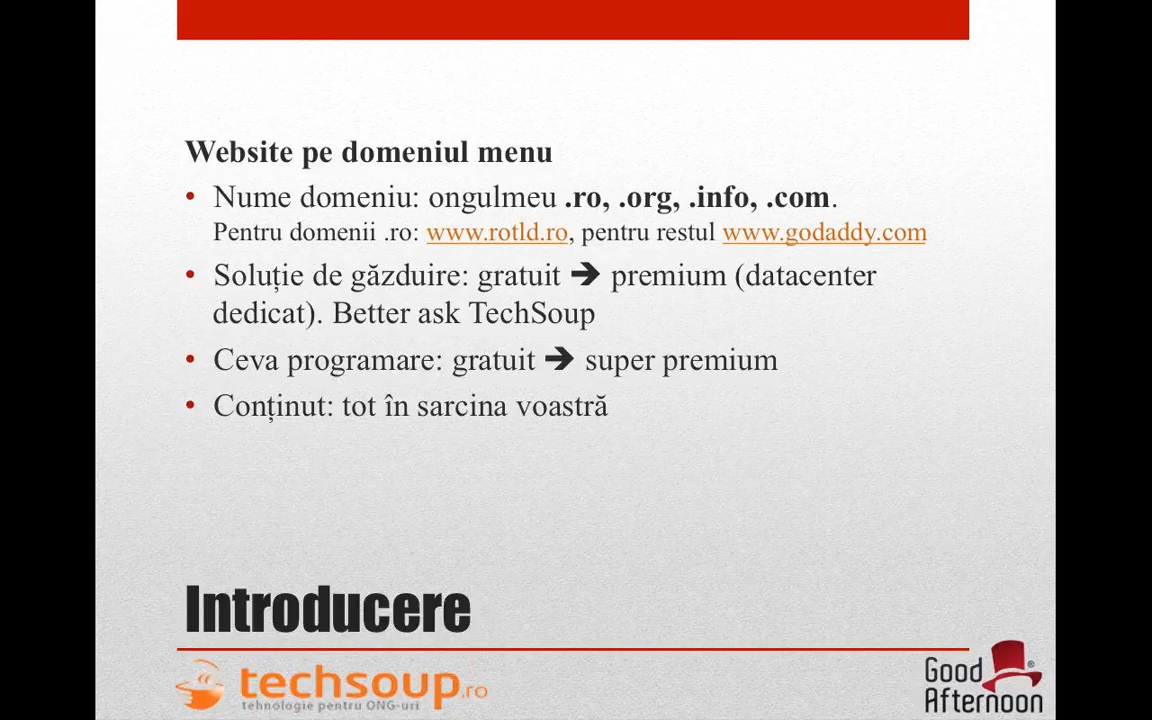 Website pe domeniul menu
• Nume domeniu: ongulmeu .ro, .org, .info, .com.
Pentru domenii .ro: www.rotld.ro, pentru restul www.godaddy.com
• Soluție de găzduire: gratuit ➔ premium (datacenter
dedicat). Better ask TechSoup
• Ceva programare: gratuit ➔ super premium
• Conținut: tot în sarcina voastră
Introducere
techsoup.ro
tehnologie pentru ONG-uri
Good ®
Afternoon